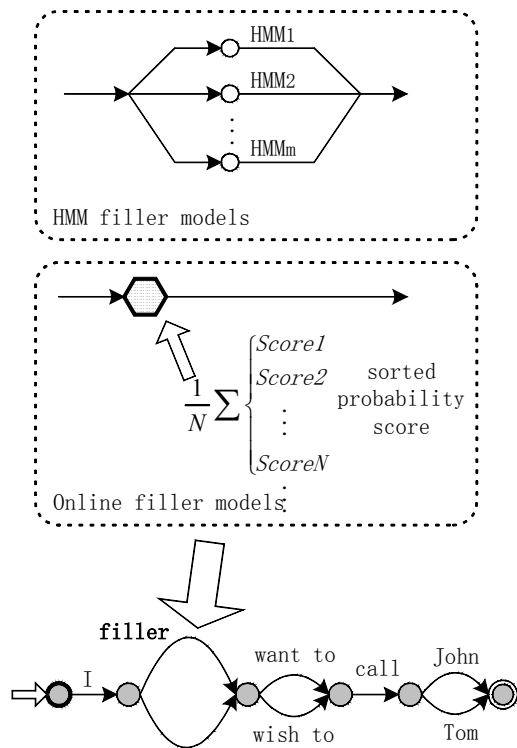 HMM1
HMM2
⋮
HMMm
HMM filler models
1/N ∑
Score1
Score2
⋮
ScoreN
⋮
sorted
probability
score
Online filler models
filler
I
want to
wish to
call
John
Tom